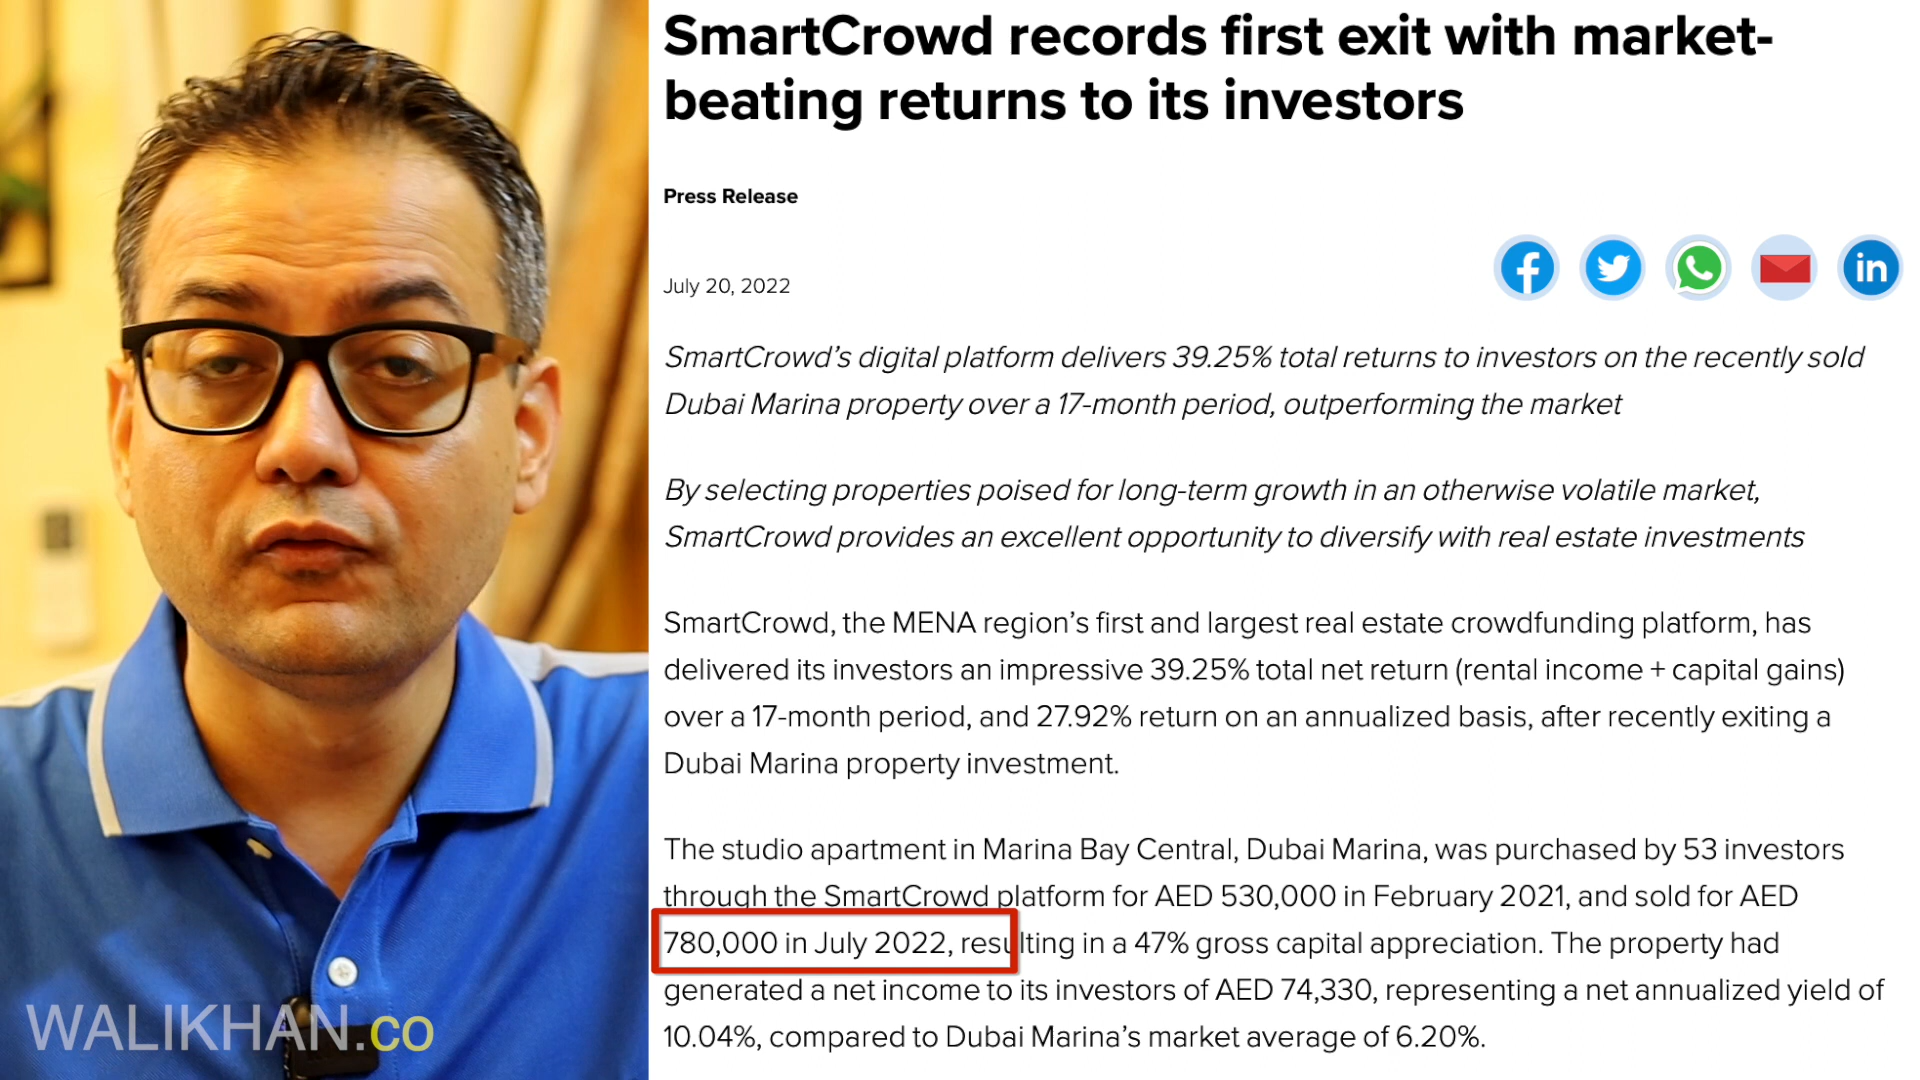 SmartCrowd records first exit with market-
beating returns to its investors
Press Release
July 20, 2022
SmartCrowd’s digital platform delivers 39.25% total returns to investors on the recently sold
Dubai Marina property over a 17-month period, outperforming the market
By selecting properties poised for long-term growth in an otherwise volatile market,
SmartCrowd provides an excellent opportunity to diversify with real estate investments
SmartCrowd, the MENA region’s first and largest real estate crowdfunding platform, has
delivered its investors an impressive 39.25% total net return (rental income + capital gains)
over a 17-month period, and 27.92% return on an annualized basis, after recently exiting a
Dubai Marina property investment.
The studio apartment in Marina Bay Central, Dubai Marina, was purchased by 53 investors
through the SmartCrowd platform for AED 530,000 in February 2021, and sold for AED
780,000 in July 2022, resulting in a 47% gross capital appreciation. The property had
generated a net income to its investors of AED 74,330, representing a net annualized yield of
10.04%, compared to Dubai Marina’s market average of 6.20%.
WALIKHAN.co